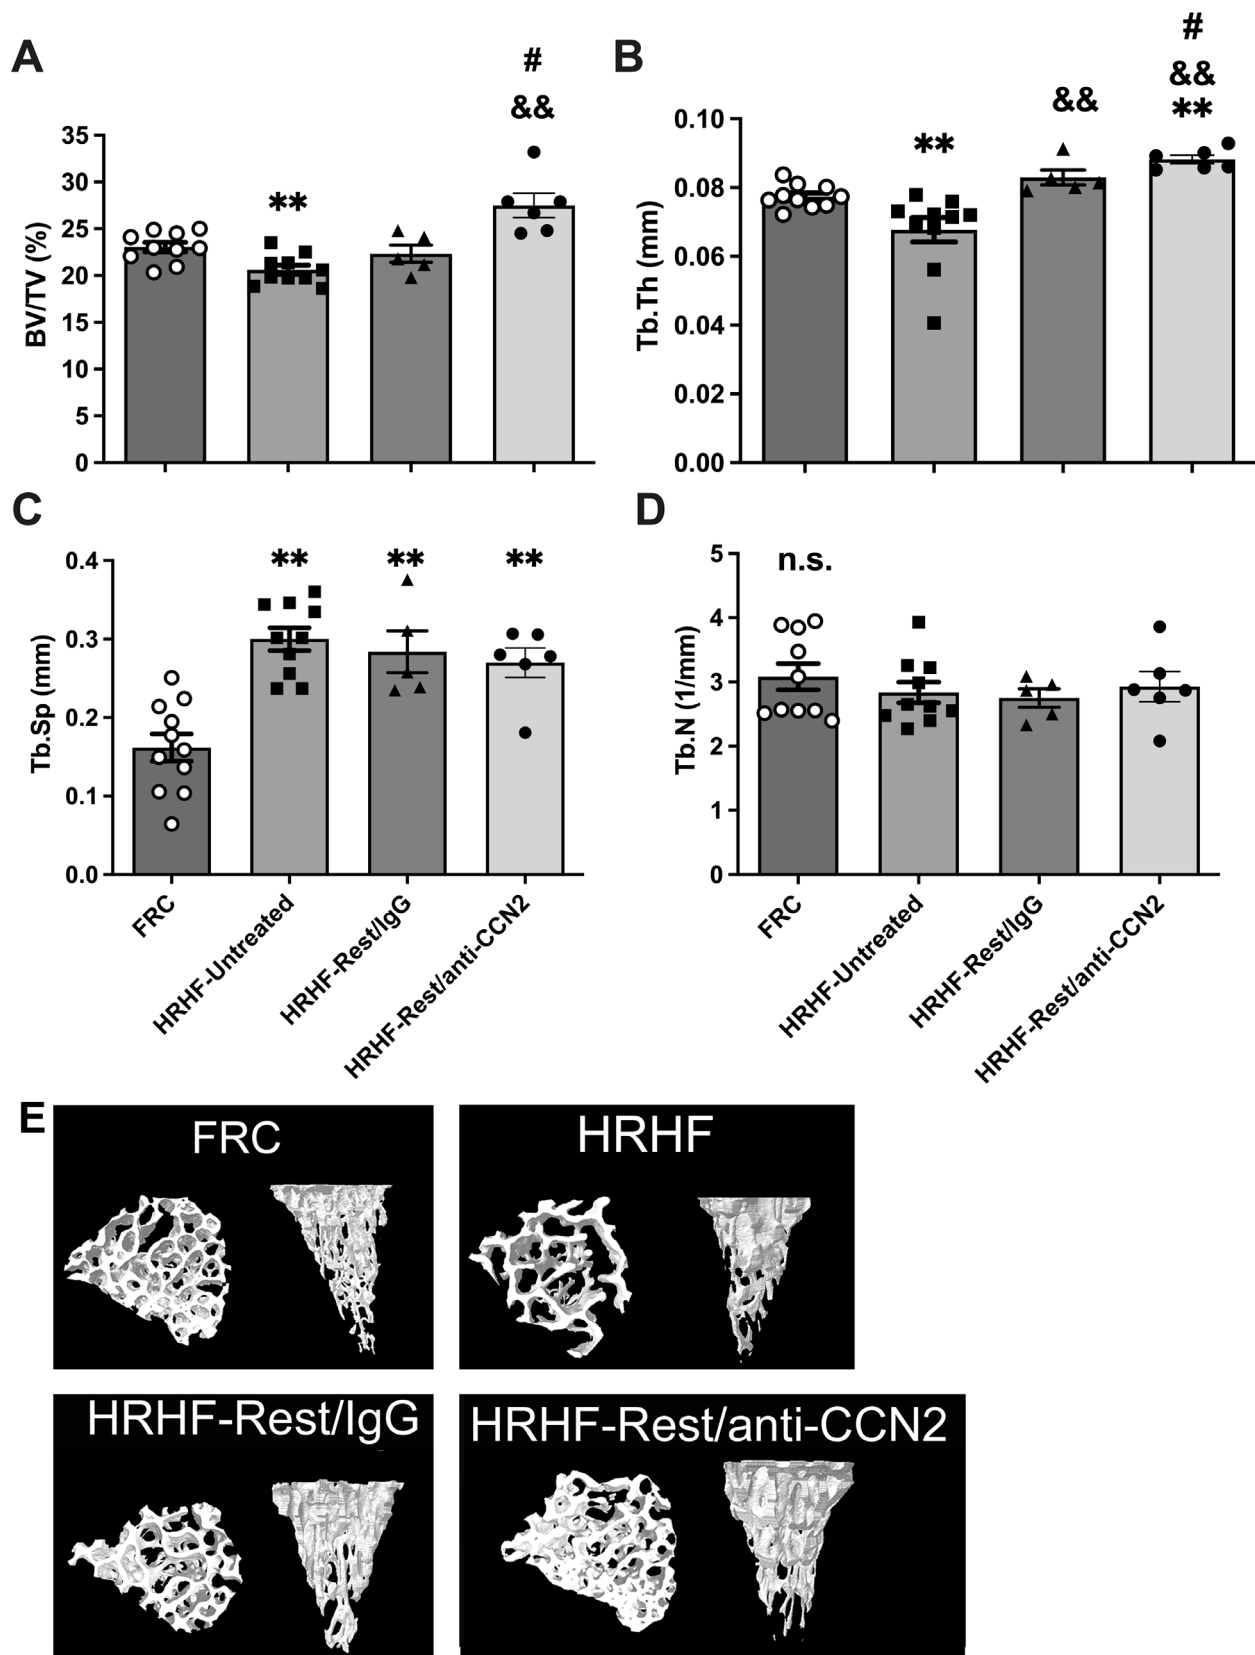 A
#
&&
**
BV/TV (%)
35
30
25
20
15
10
5
0
B
#
&&
**
&&
**
Tb.Th (mm)
0.10
0.08
0.06
0.04
0.02
0.00
C
** ** **
Tb.Sp (mm)
0.4
0.3
0.2
0.1
0.0
FRC
HRHF-Untreated
HRHF-Rest/IgG
HRHF-Rest/anti-CCN2
D
n.s.
Tb.N (1/mm)
5
4
3
2
1
0
FRC
HRHF-Untreated
HRHF-Rest/IgG
HRHF-Rest/anti-CCN2
E
FRC
HRHF
HRHF-Rest/IgG
HRHF-Rest/anti-CCN2